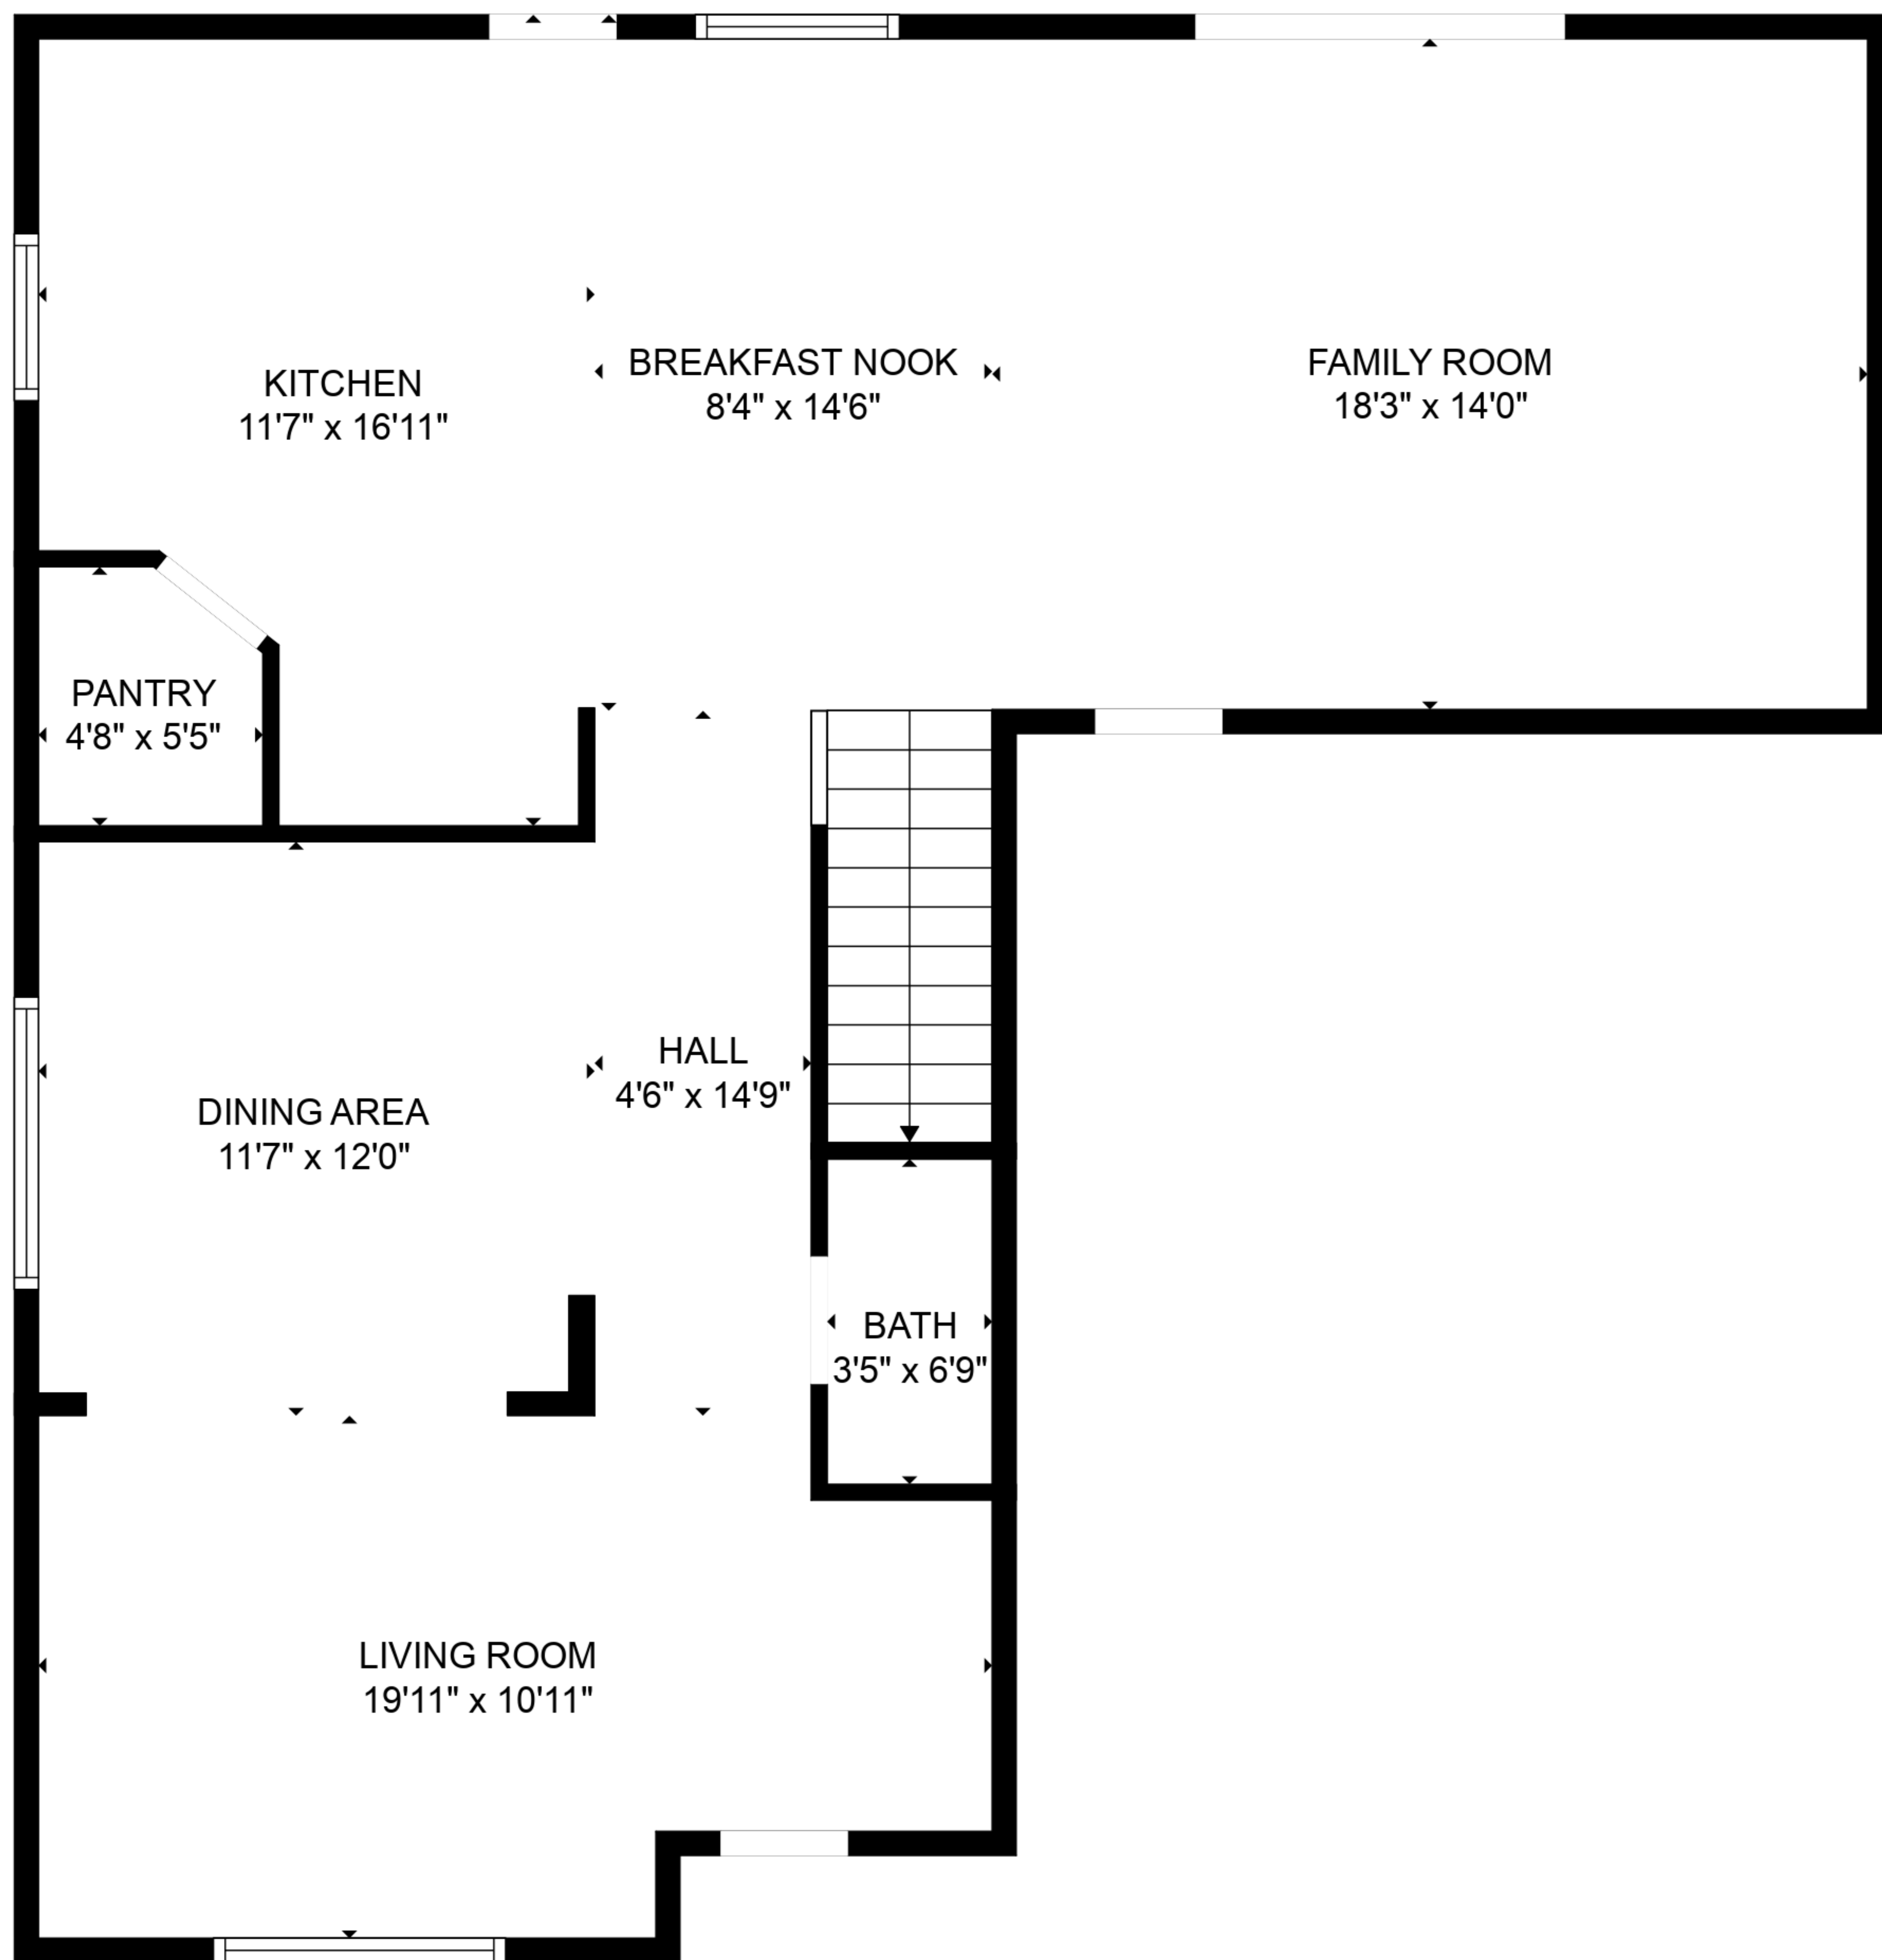 KITCHEN
11'7" x 16'11"
BREAKFAST NOOK
8'4" x 14'6"
FAMILY ROOM
18'3" x 14'0"
PANTRY
4'8" x 5'5"
HALL
4'6" x 14'9"
DINING AREA
11'7" x 12'0"
BATH
3'5" x 6'9"
LIVING ROOM
19'11" x 10'11"